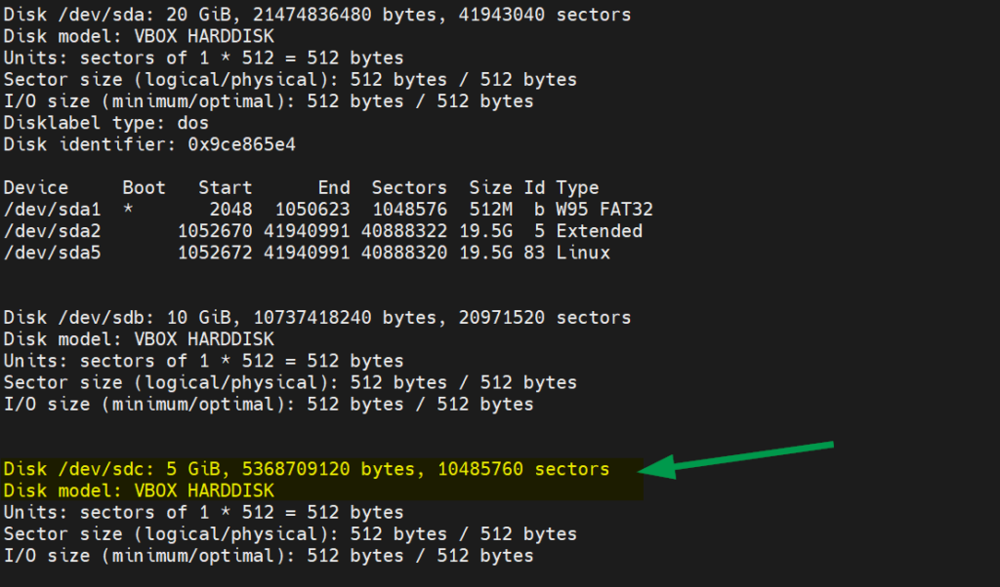 Disk /dev/sda: 20 GiB, 21474836480 bytes, 41943040 sectors
Disk model: VBOX HARDDISK
Units: sectors of 1 * 512 = 512 bytes
Sector size (logical/physical): 512 bytes / 512 bytes
I/O size (minimum/optimal): 512 bytes / 512 bytes
Disklabel type: dos
Disk identifier: 0x9ce865e4
Device     Boot   Start      End  Sectors  Size Id Type
/dev/sda1  *       2048  1050623  1048576  512M  b W95 FAT32
/dev/sda2       1052670 41940991 40888322 19.5G  5 Extended
/dev/sda5       1052672 41940991 40888320 19.5G 83 Linux
Disk /dev/sdb: 10 GiB, 10737418240 bytes, 20971520 sectors
Disk model: VBOX HARDDISK
Units: sectors of 1 * 512 = 512 bytes
Sector size (logical/physical): 512 bytes / 512 bytes
I/O size (minimum/optimal): 512 bytes / 512 bytes
Disk /dev/sdc: 5 GiB, 5368709120 bytes, 10485760 sectors
Disk model: VBOX HARDDISK
Units: sectors of 1 * 512 = 512 bytes
Sector size (logical/physical): 512 bytes / 512 bytes
I/O size (minimum/optimal): 512 bytes / 512 bytes